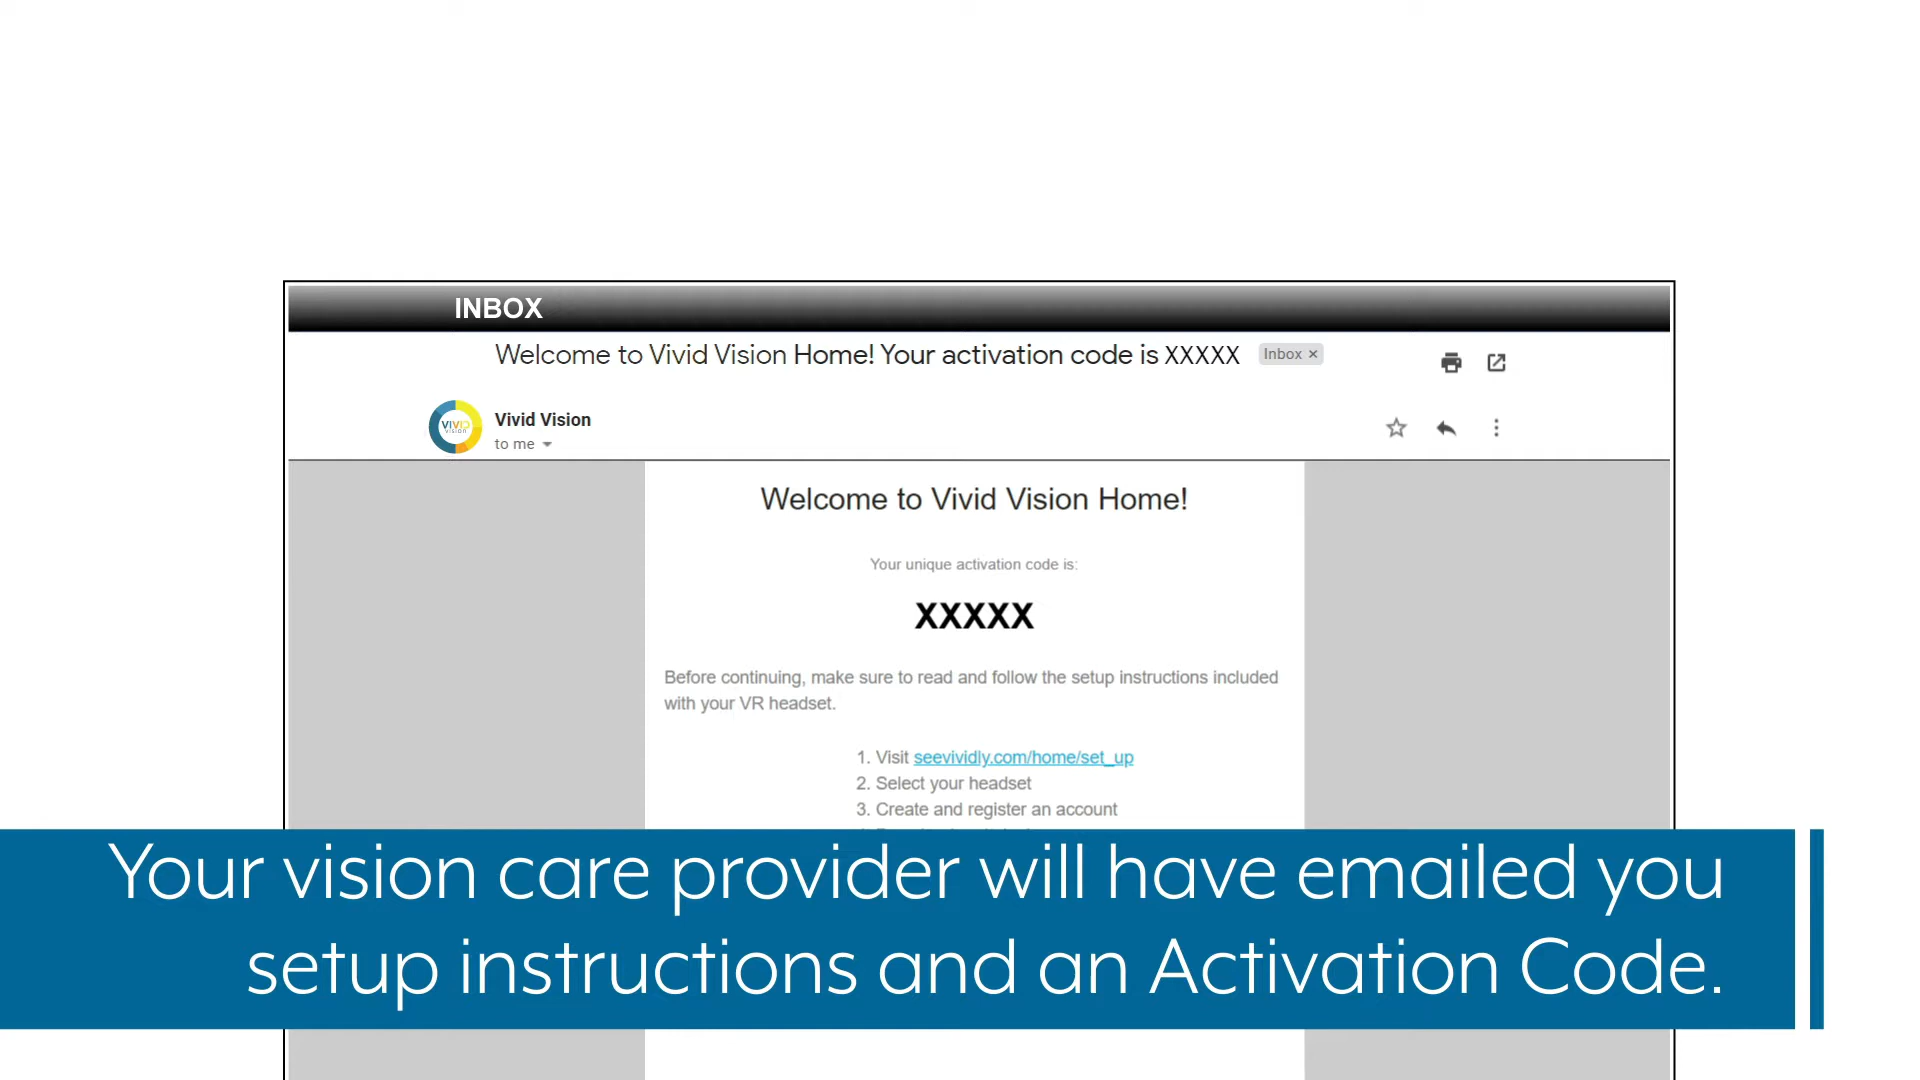 INBOX
Welcome to Vivid Vision Home! Your activation code is XXXXX Inbox ×
VIVID
vision
Vivid Vision
to me
Welcome to Vivid Vision Home!
Your unique activation code is:
XXXXX
Before continuing, make sure to read and follow the setup instructions included
with your VR headset.
1. Visit seevividly.com/home/set_up
2. Select your headset
3. Create and register an account
Your vision care provider will have emailed you
setup instructions and an Activation Code.